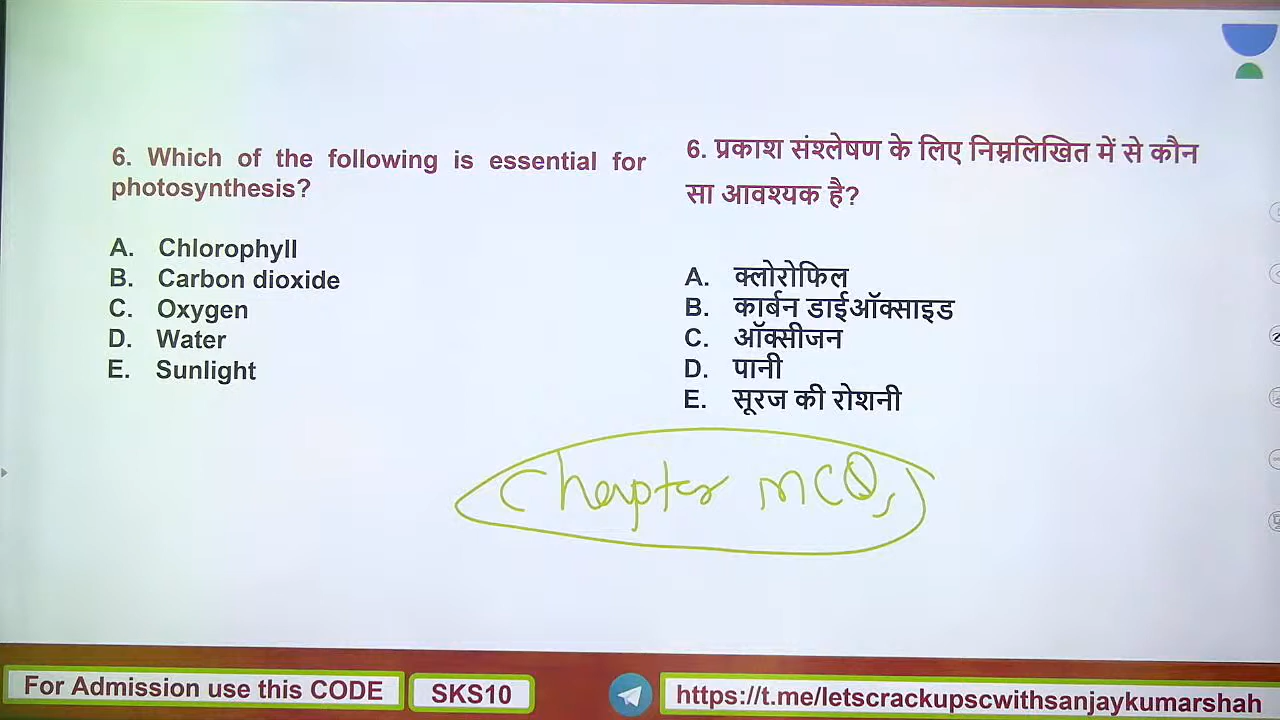 6. Which of the following is essential for
photosynthesis?
A. Chlorophyll
B. Carbon dioxide
C. Oxygen
D. Water
E. Sunlight
6. प्रकाश संश्लेषण के लिए निम्नलिखित में से कौन
सा आवश्यक है?
A. क्लोरोफिल
B. कार्बन डाईऑक्साइड
C. ऑक्सीजन
D. पानी
E. सूरज की रोशनी
Chapter MCQs
For Admission use this CODE
SKS10
https://t.me/letscrackupscwithsanjaykumarshah